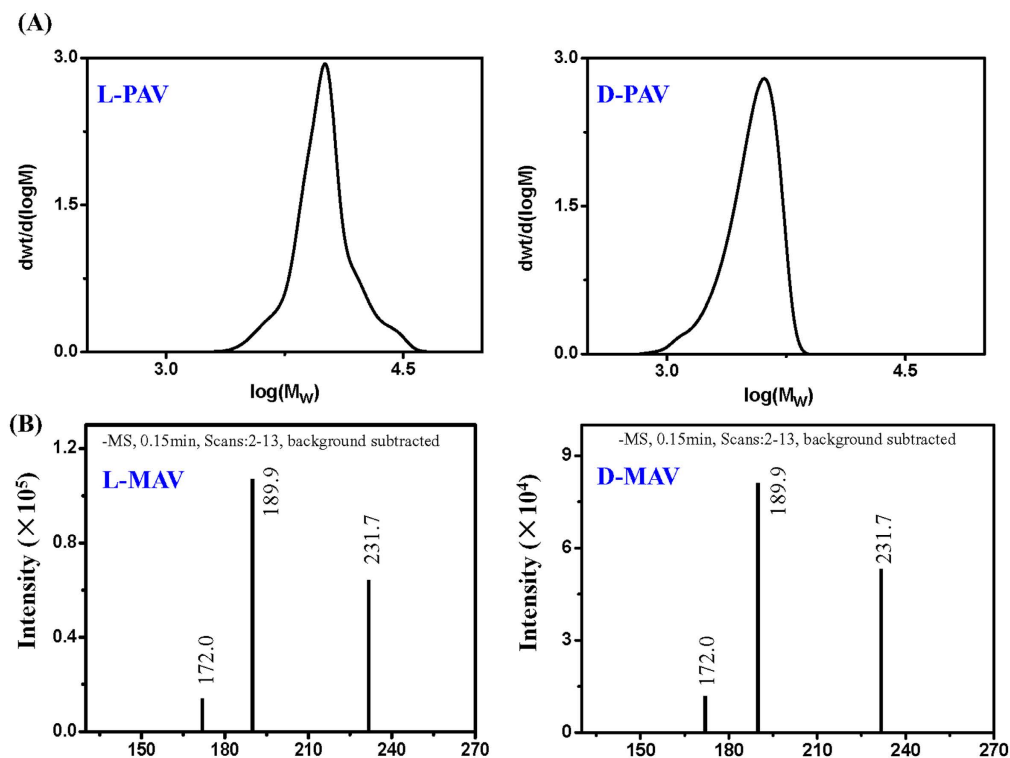 (A)
3.0
L-PAV
1.5
0.0
3.0
4.5
dwt/d(logM)
log(MW)
3.0
D-PAV
1.5
0.0
3.0
4.5
dwt/d(logM)
log(MW)
(B)
-MS, 0.15min, Scans:2-13, background subtracted
L-MAV
1.2
0.8
0.4
0.0
Intensity (×10⁵)
172.0
189.9
231.7
150 180 210 240 270
-MS, 0.15min, Scans:2-13, background subtracted
D-MAV
9
6
3
0
Intensity (×10⁴)
172.0
189.9
231.7
150 180 210 240 270